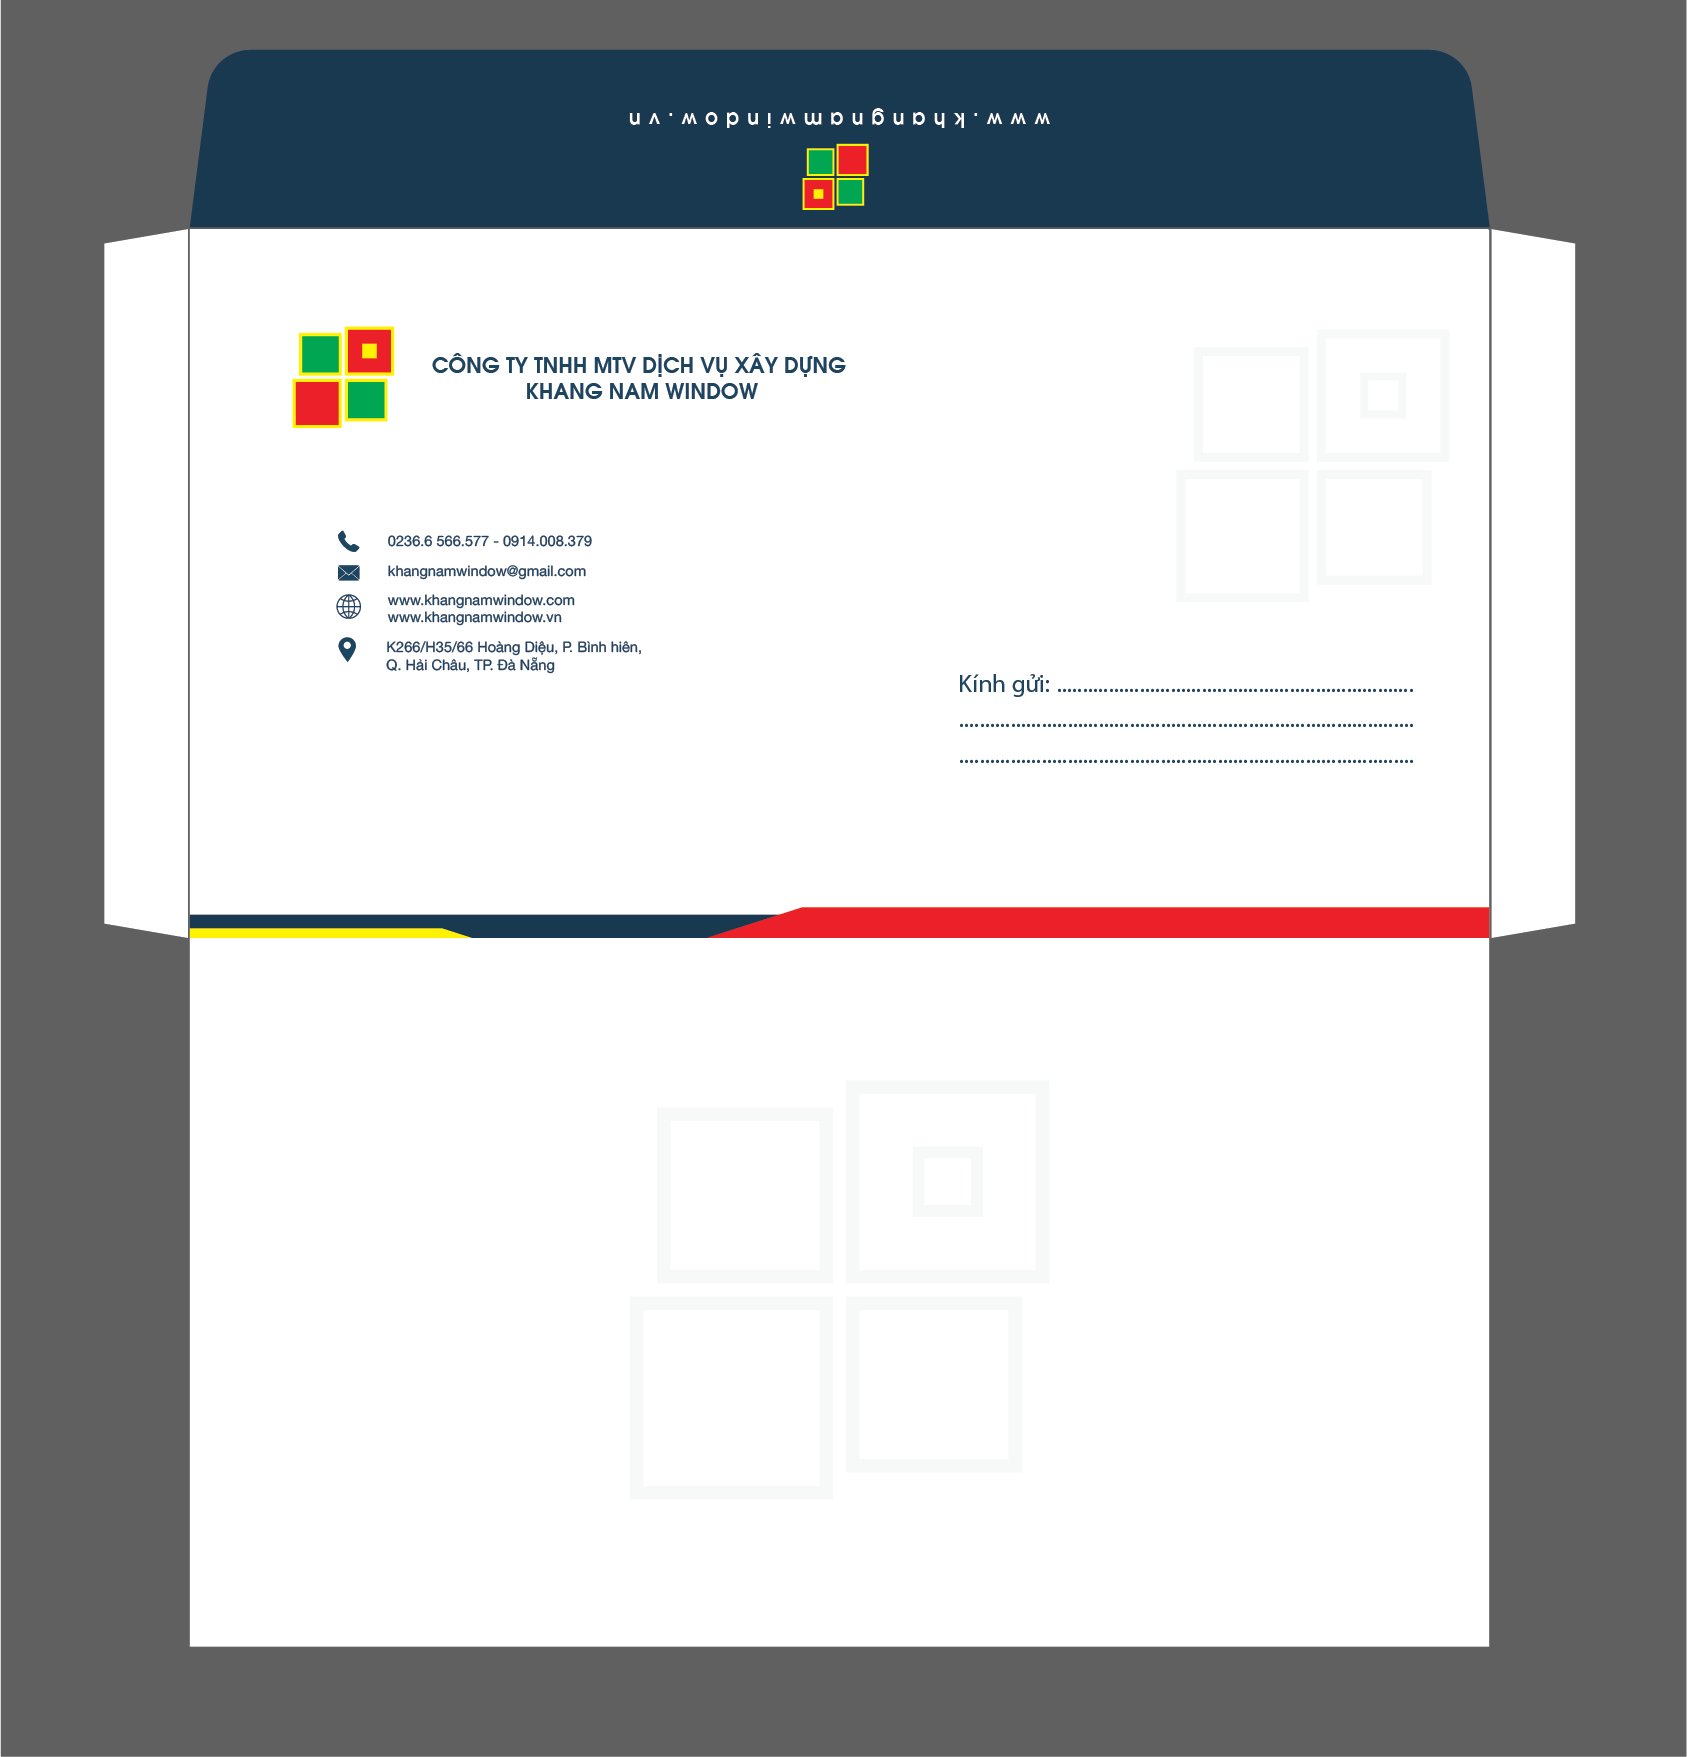 www.khangnamwindow.vn
CÔNG TY TNHH MTV DỊCH VỤ XÂY DỰNG
KHANG NAM WINDOW
0236.6 566.577 - 0914.008.379
khangnamwindow@gmail.com
www.khangnamwindow.com
www.khangnamwindow.vn
K266/H35/66 Hoàng Diệu, P. Bình hiên,
Q. Hải Châu, TP. Đà Nẵng
Kính gửi: